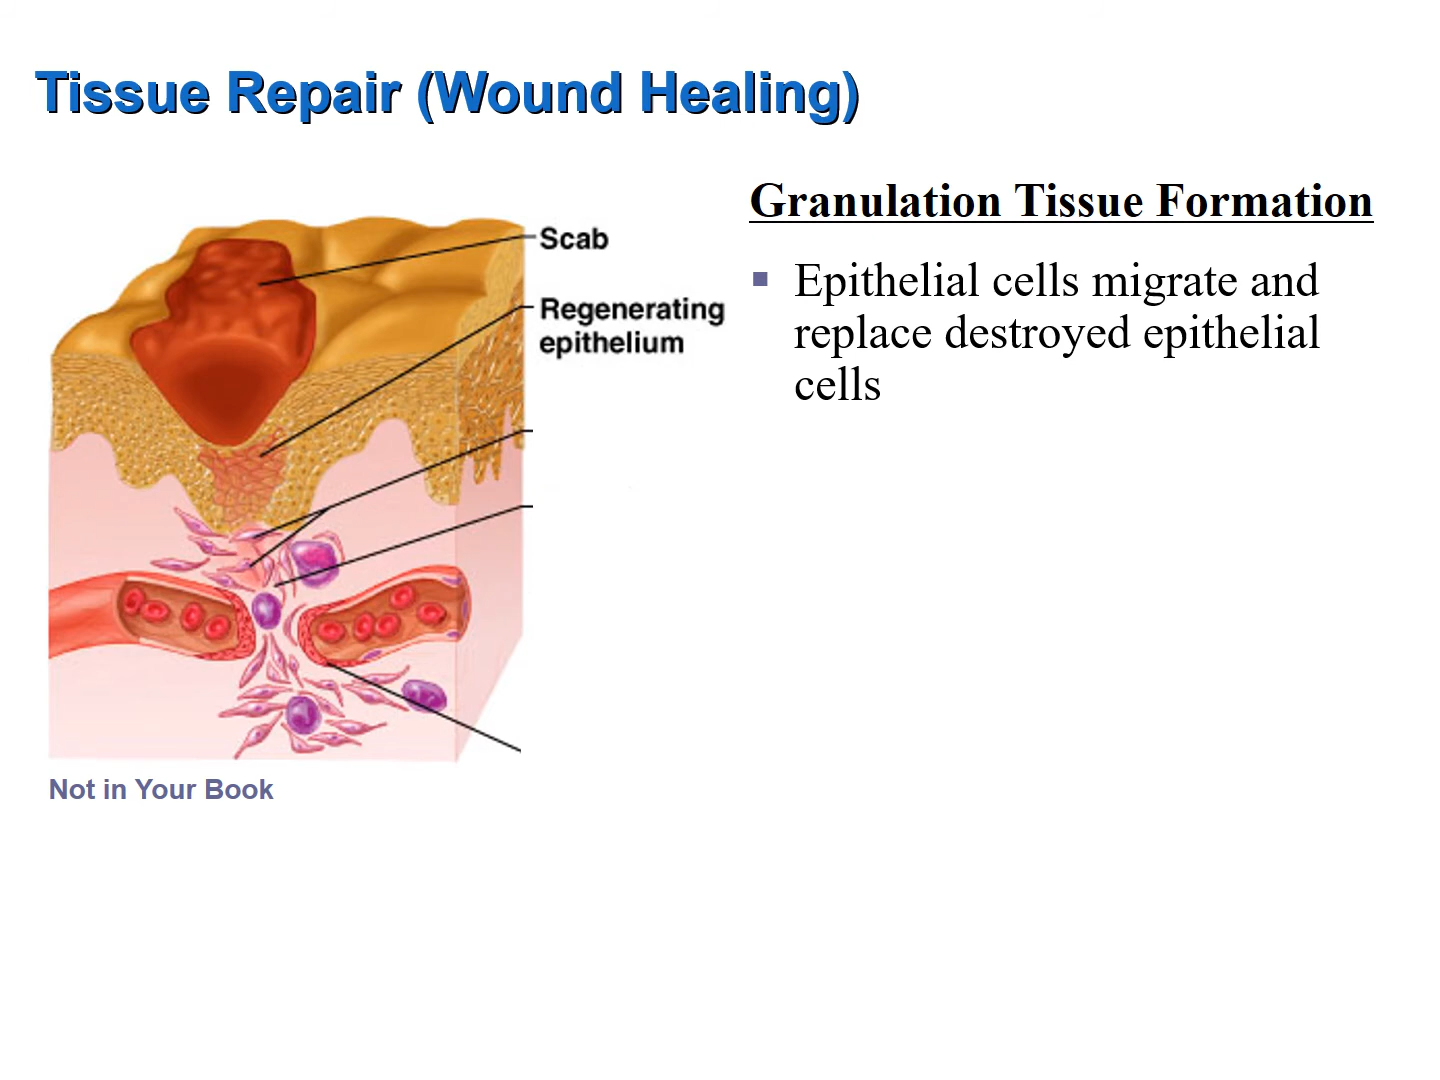 Tissue Repair (Wound Healing)
Granulation Tissue Formation
Epithelial cells migrate and
replace destroyed epithelial
cells
Scab
Regenerating
epithelium
Not in Your Book